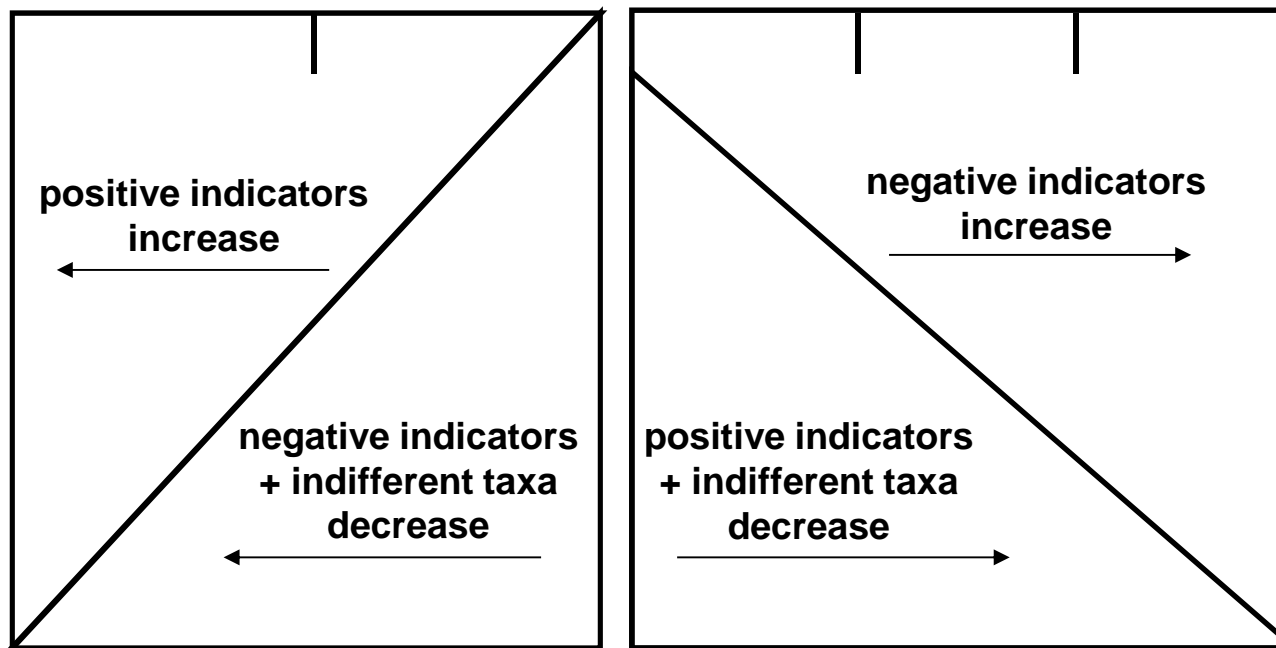 positive indicators
increase
negative indicators
+ indifferent taxa
decrease
negative indicators
increase
positive indicators
+ indifferent taxa
decrease